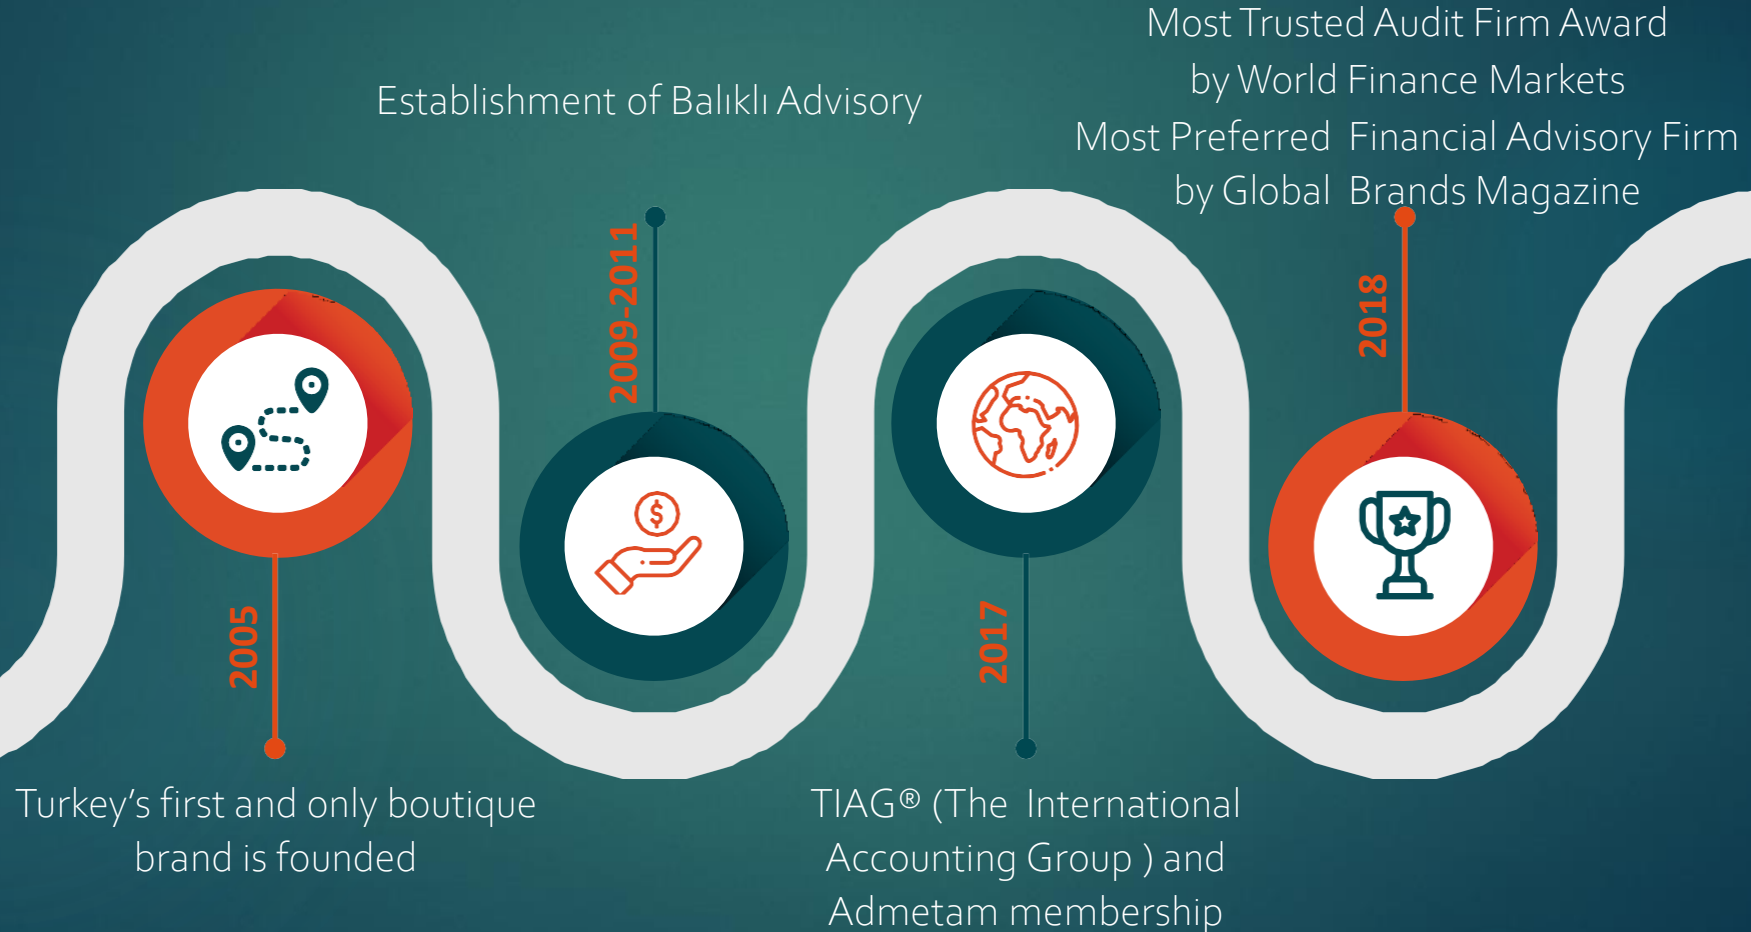 2005
Turkey’s first and only boutique
brand is founded
Establishment of Balıklı Advisory
2009-2011
$
2017
TIAG® (The International
Accounting Group ) and
Admetam membership
Most Trusted Audit Firm Award
by World Finance Markets
Most Preferred Financial Advisory Firm
by Global Brands Magazine
2018